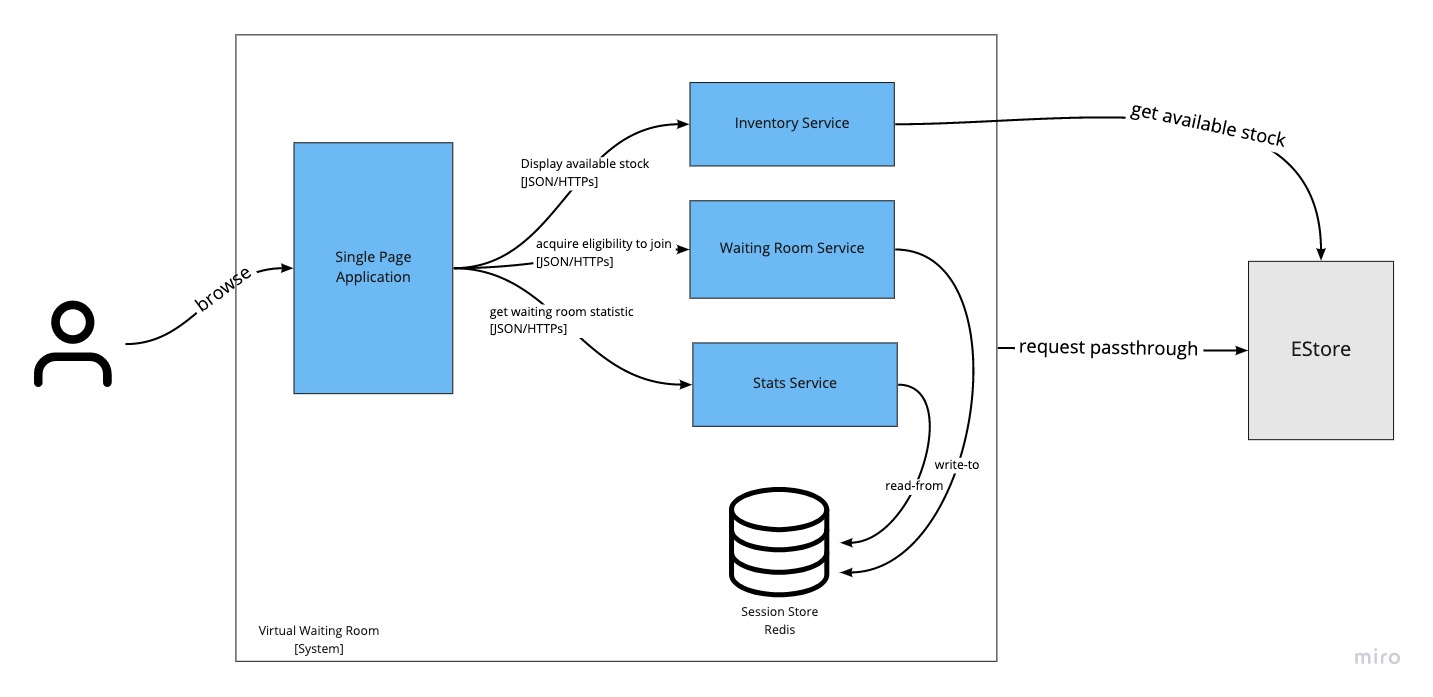 get available stock
Inventory Service
Display available stock
[JSON/HTTPs]
Single Page
Application
acquire eligibility to join
[JSON/HTTPs]
Waiting Room Service
browse
get waiting room statistic
[JSON/HTTPs]
request passthrough
EStore
Stats Service
write-to
read-from
Session Store
Redis
Virtual Waiting Room
[System]
miro